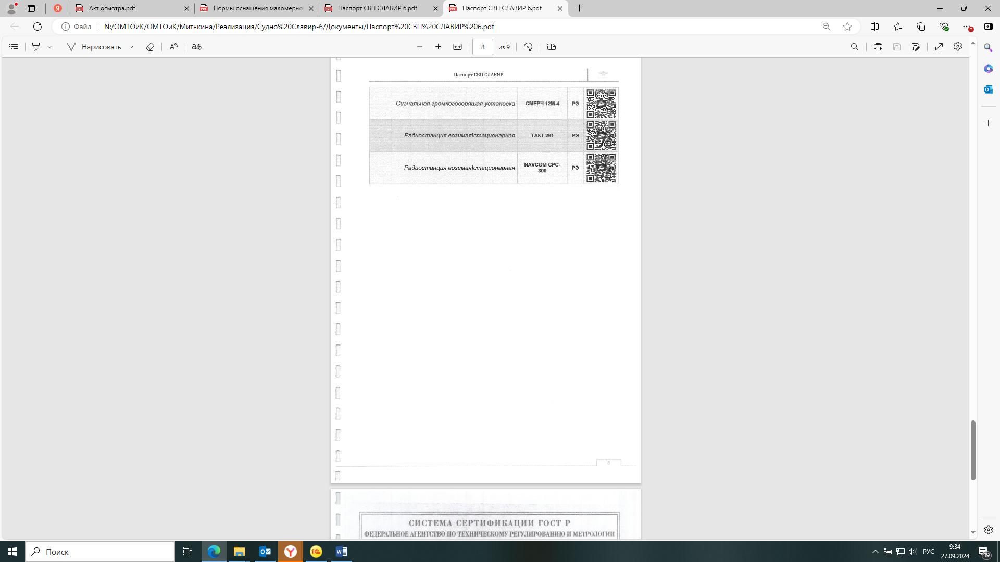 Акт осмотра.pdf
Нормы оснащения маломерно
Паспорт СВП СЛАВИР 6.pdf
Паспорт СВП СЛАВИР 6.pdf
Файл
N:/ОМТОиК/ОМТОиК/Митькина/Реализация/Судно%20Славир-6/Документы/Паспорт%20СВП%20СЛАВИР%206.pdf
Нарисовать
8
из 9
Паспорт СВП СЛАВИР
Сигнальная громкоговорящая установка
СМЕРЧ 12М-4
РЭ
Радиостанция возимая\стационарная
ТАКТ 261
РЭ
Радиостанция возимая\стационарная
NAVCOM CPC-
300
РЭ
8
СИСТЕМА СЕРТИФИКАЦИИ ГОСТ Р
ФЕДЕРАЛЬНОЕ АГЕНТСТВО ПО ТЕХНИЧЕСКОМУ РЕГУЛИРОВАНИЮ И МЕТРОЛОГИИ
Поиск
РУС
9:34
27.09.2024
19